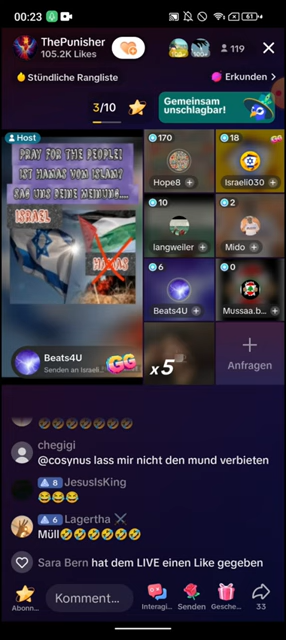 00:23
61
ThePunisher
105.2K Likes
119
Stündliche Rangliste
Erkunden >
3/10
Gemeinsam
unschlagbar!
Host
PRAY FOR THE PEOPLE!
IST HAMAS VOM ISLAM?
SAG UNS DEINE MEINUNG....
ISRAEL
HAMAS
170
Hope8 +
18
GG
Israeli030 +
10
langweiler +
2
Mido +
6
Beats4U +
0
Mussaa.b... +
Beats4U
Senden an Israeli...
GG
x5
+
Anfragen
chegigi
@cosynus lass mir nicht den mund verbieten
8 JesusIsKing
😂😂😂
6 Lagertha ⚔️
Müll🤣🤣🤣🤣🤣🤣
Sara Bern hat dem LIVE einen Like gegeben
Abonn...
Komment...
Interagi...
Senden
Gesche...
33